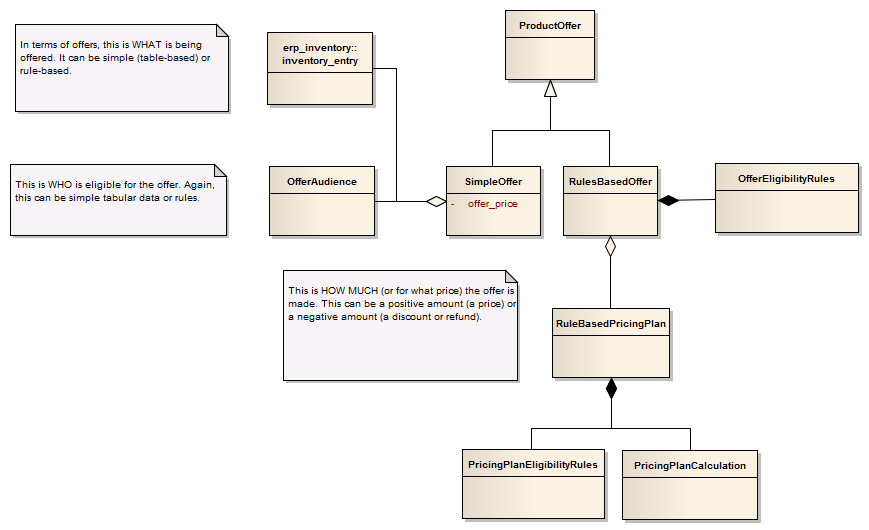 ProductOffer
In terms of offers, this is WHAT is being
offered. It can be simple (table-based) or
rule-based.
erp_inventory::
inventory_entry
This is WHO is eligible for the offer. Again,
this can be simple tabular data or rules.
OfferAudience
SimpleOffer
- offer_price
RulesBasedOffer
OfferEligibilityRules
This is HOW MUCH (or for what price) the offer is
made. This can be a positive amount (a price) or
a negative amount (a discount or refund).
RuleBasedPricingPlan
PricingPlanEligibilityRules
PricingPlanCalculation